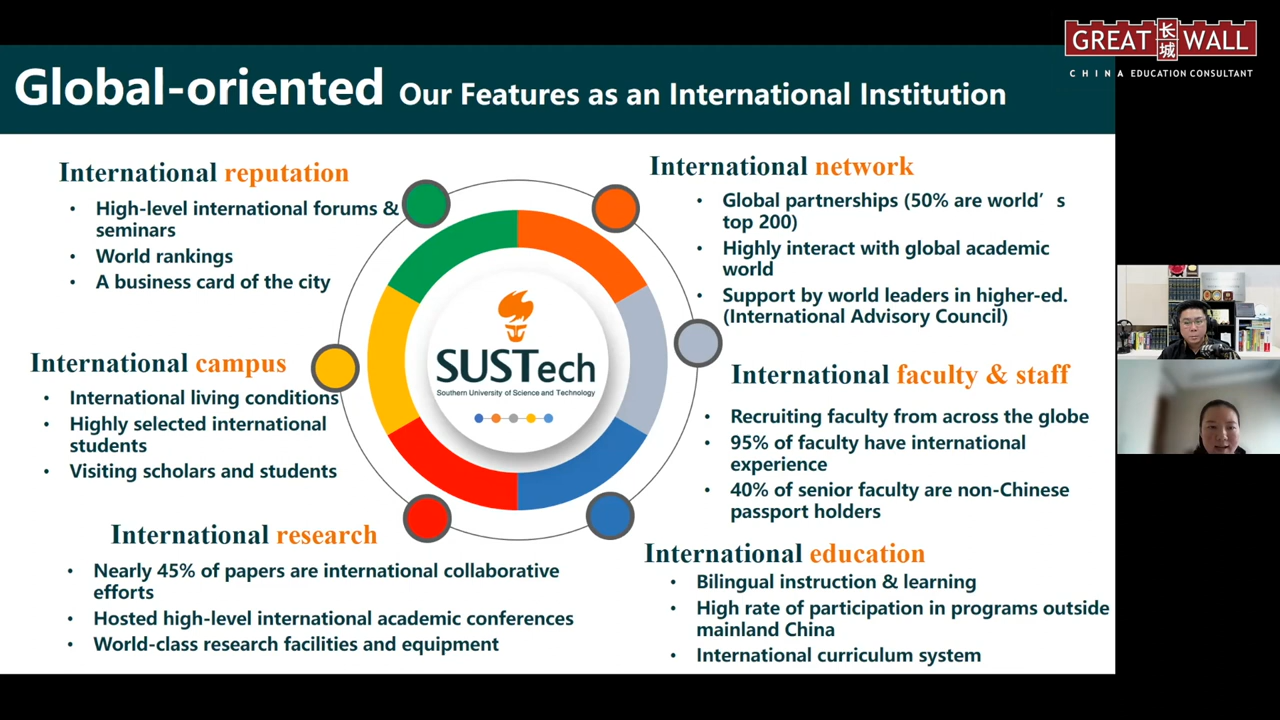 GREAT 长城 WALL
CHINA EDUCATION CONSULTANT
Global-oriented Our Features as an International Institution
International reputation
• High-level international forums &
seminars
• World rankings
• A business card of the city
International campus
• International living conditions
• Highly selected international
students
• Visiting scholars and students
International research
• Nearly 45% of papers are international collaborative
efforts
• Hosted high-level international academic conferences
• World-class research facilities and equipment
SUSTech
Southern University of Science and Technology
International network
• Global partnerships (50% are world’s
top 200)
• Highly interact with global academic
world
• Support by world leaders in higher-ed.
(International Advisory Council)
International faculty & staff
• Recruiting faculty from across the globe
• 95% of faculty have international
experience
• 40% of senior faculty are non-Chinese
passport holders
International education
• Bilingual instruction & learning
• High rate of participation in programs outside
mainland China
• International curriculum system